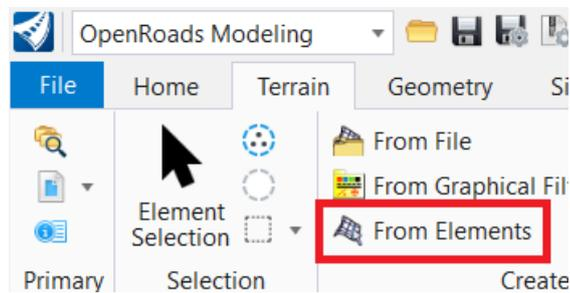 OpenRoads Modeling
File Home Terrain Geometry
From File
From Graphical Fil
Element
Selection
From Elements
Primary Selection Create